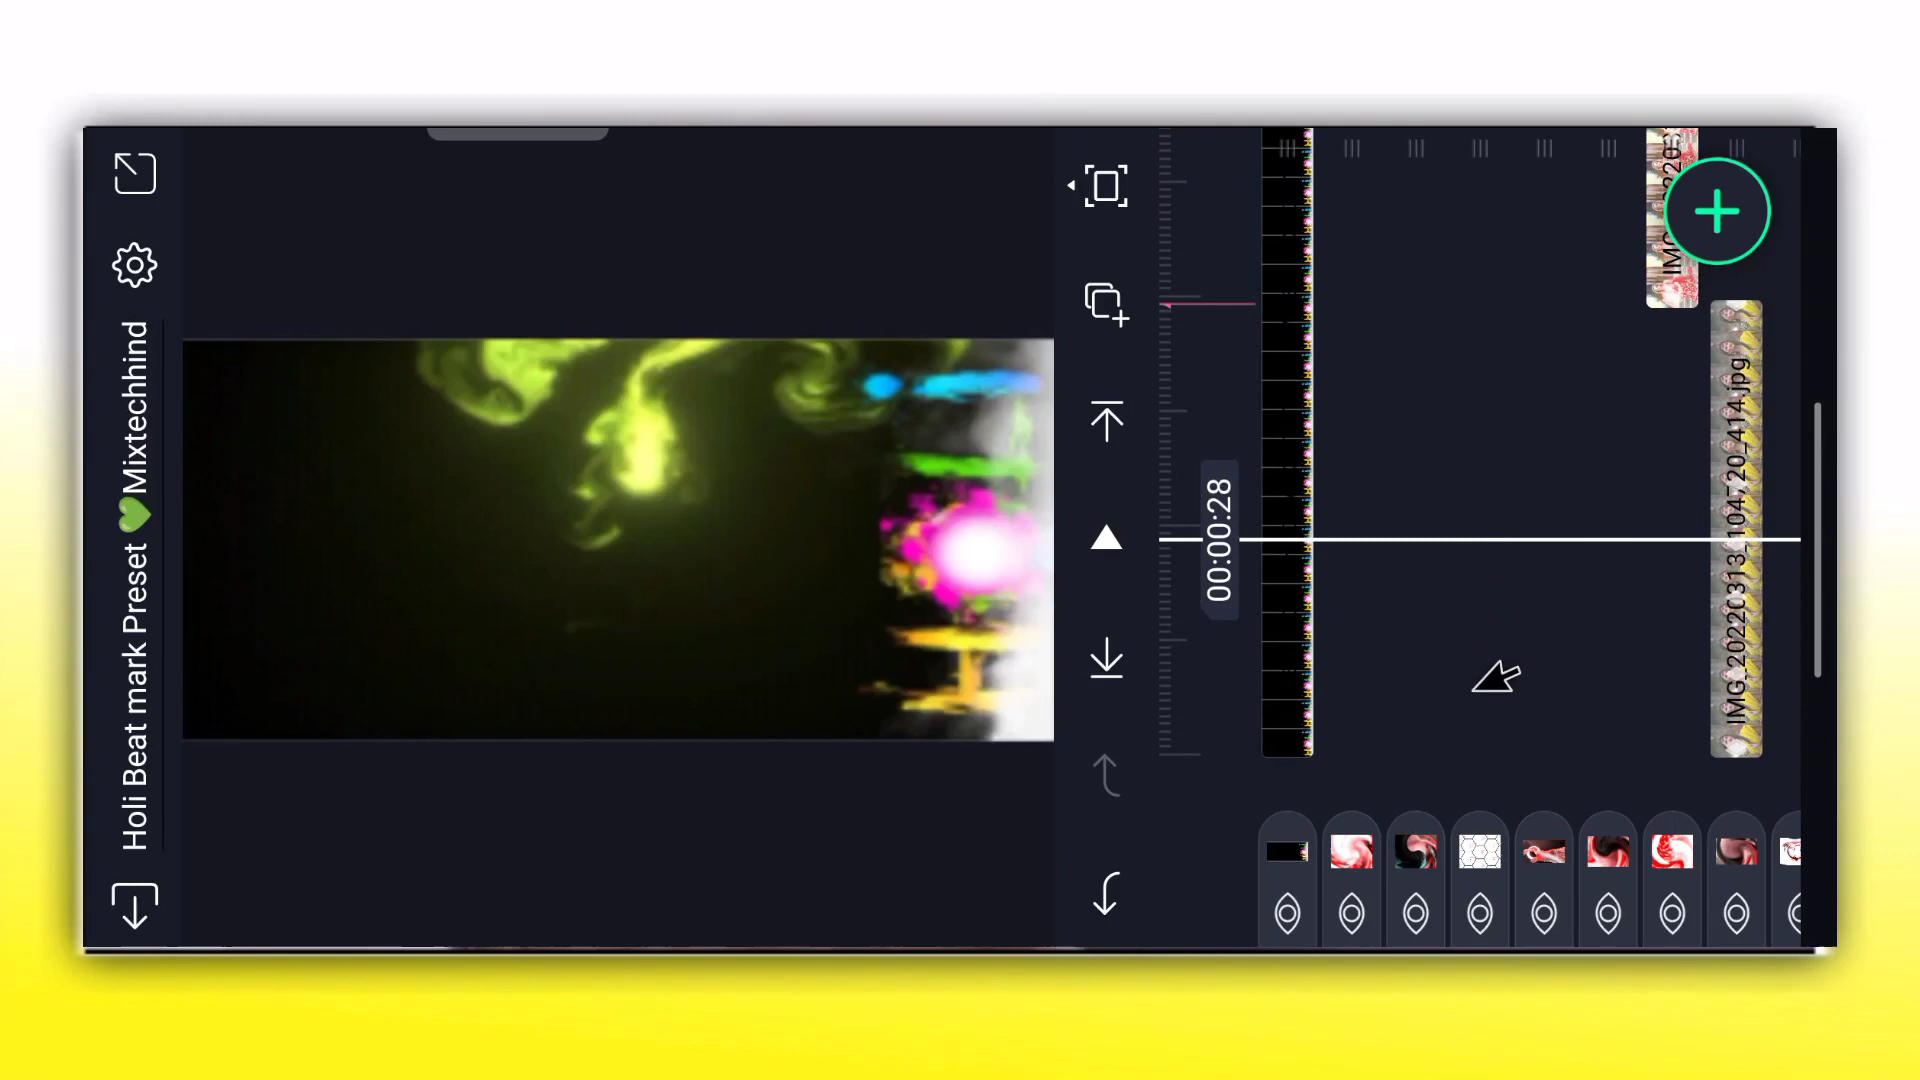 Holi Beat mark Preset 💚Mixtechhind
00:00:28
IMG_20220313_104720_414.jpg